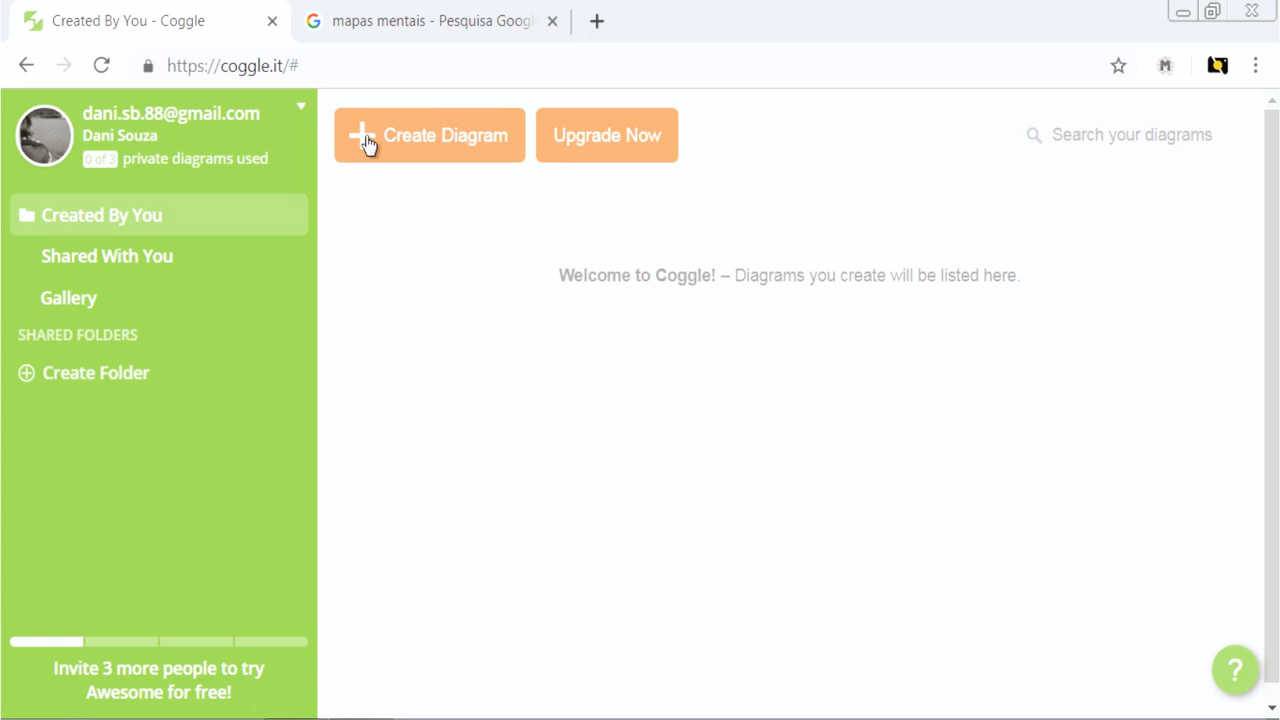 Created By You - Coggle
mapas mentais - Pesquisa Googl
https://coggle.it/#
M
dani.sb.88@gmail.com
Dani Souza
0 of 3 private diagrams used
Create Diagram
Upgrade Now
Search your diagrams
Created By You
Shared With You
Gallery
SHARED FOLDERS
Create Folder
Welcome to Coggle! – Diagrams you create will be listed here.
Invite 3 more people to try
Awesome for free!
?